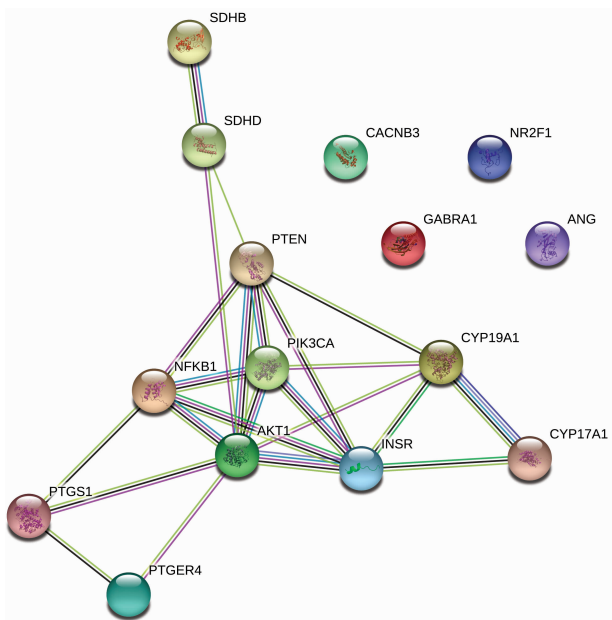 SDHB
SDHD
CACNB3
NR2F1
GABRA1
ANG
PTEN
CYP19A1
PIK3CA
NFKB1
AKT1
INSR
CYP17A1
PTGS1
PTGER4